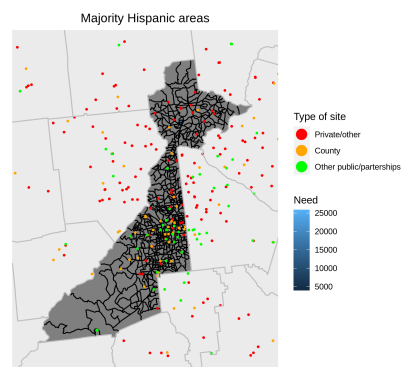 Majority Hispanic areas
Type of site
Private/other
County
Other public/parterships
Need
25000
20000
15000
10000
5000